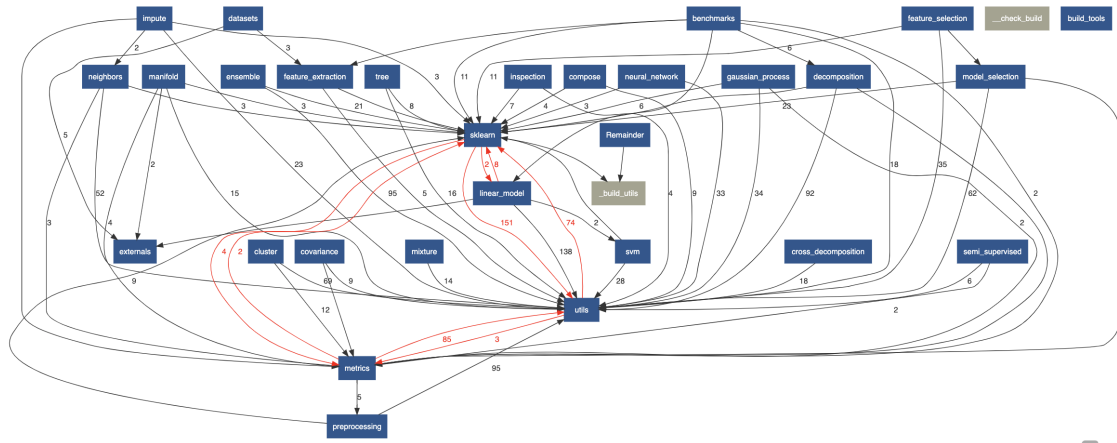 impute
datasets
benchmarks
feature_selection
__check_build
build_tools
2
3
6
neighbors
manifold
ensemble
feature_extraction
tree
inspection
compose
neural_network
gaussian_process
decomposition
model_selection
3
11
11
3
3
21
8
7
4
3
6
23
5
sklearn
Remainder
2
23
2
8
18
35
52
15
95
5
16
linear_model
_build_utils
4
9
33
34
92
62
2
3
4
151
74
2
2
externals
cluster
covariance
4
2
mixture
138
svm
cross_decomposition
semi_supervised
9
69
9
14
28
18
6
12
utils
2
85
3
metrics
95
5
preprocessing